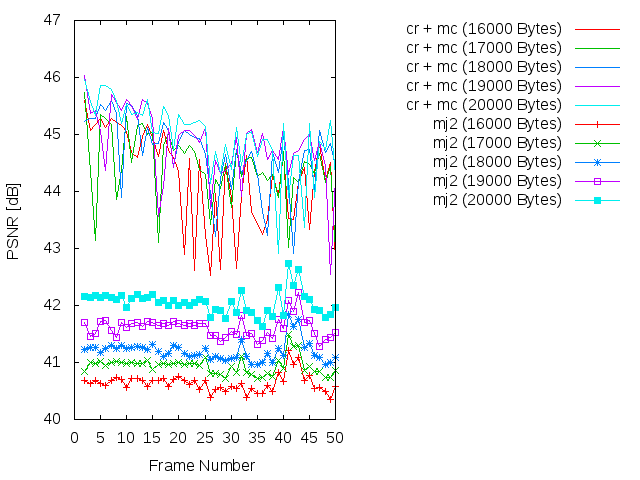 47
46
45
44
43
42
41
40
PSNR [dB]
0 5 10 15 20 25 30 35 40 45 50
Frame Number
cr + mc (16000 Bytes)
cr + mc (17000 Bytes)
cr + mc (18000 Bytes)
cr + mc (19000 Bytes)
cr + mc (20000 Bytes)
mj2 (16000 Bytes)
mj2 (17000 Bytes)
mj2 (18000 Bytes)
mj2 (19000 Bytes)
mj2 (20000 Bytes)